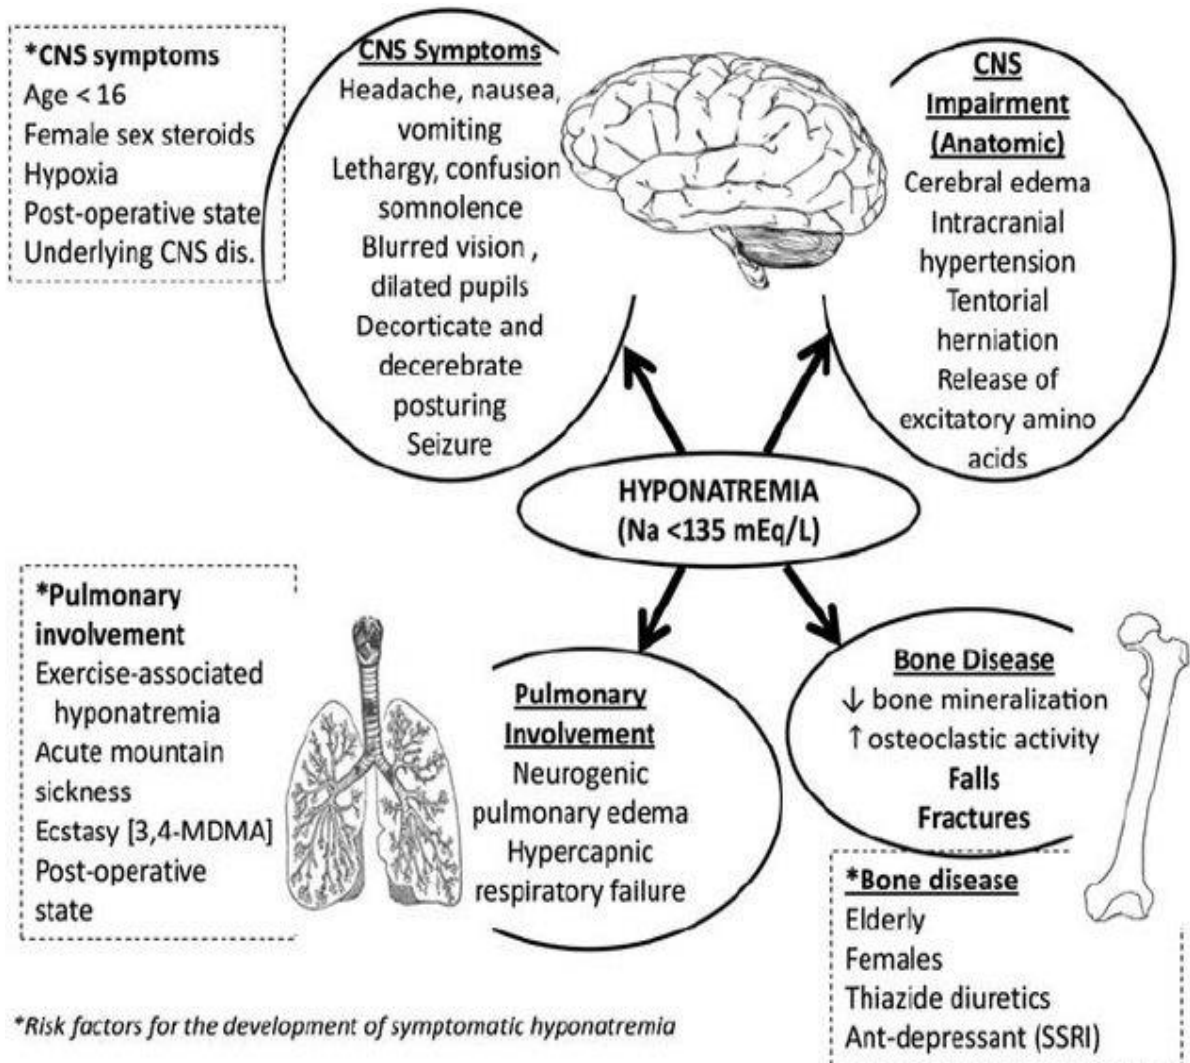 *CNS symptoms
Age < 16
Female sex steroids
Hypoxia
Post-operative state
Underlying CNS dis.
CNS Symptoms
Headache, nausea,
vomiting
Lethargy, confusion
somnolence
Blurred vision ,
dilated pupils
Decorticate and
decerebrate
posturing
Seizure
CNS
Impairment
(Anatomic)
Cerebral edema
Intracranial
hypertension
Tentorial
herniation
Release of
excitatory amino
acids
HYPONATREMIA
(Na <135 mEq/L)
*Pulmonary
involvement
Exercise-associated
hyponatremia
Acute mountain
sickness
Ecstasy [3,4-MDMA]
Post-operative
state
Pulmonary
Involvement
Neurogenic
pulmonary edema
Hypercapnic
respiratory failure
Bone Disease
↓ bone mineralization
↑ osteoclastic activity
Falls
Fractures
*Bone disease
Elderly
Females
Thiazide diuretics
Ant-depressant (SSRI)
*Risk factors for the development of symptomatic hyponatremia